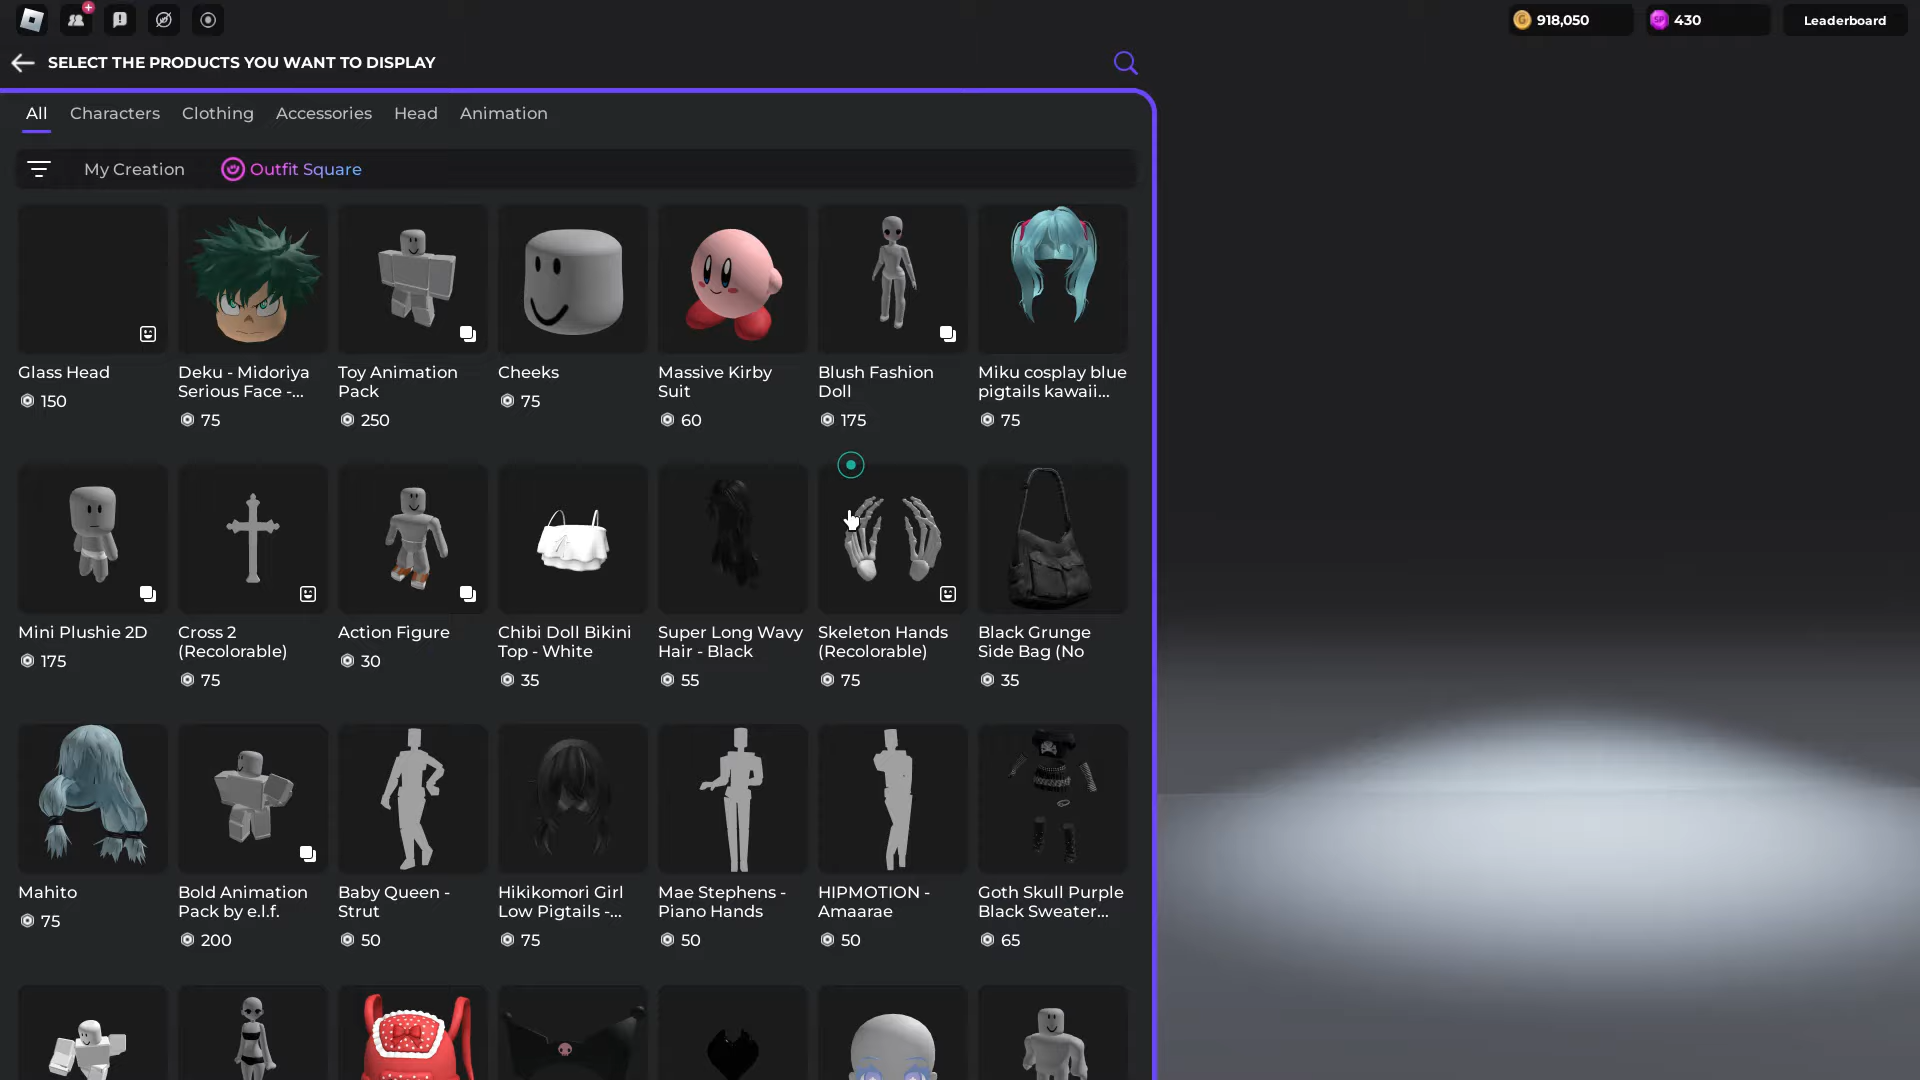 918,050
SP 430
Leaderboard
SELECT THE PRODUCTS YOU WANT TO DISPLAY
All Characters Clothing Accessories Head Animation
My Creation Outfit Square
Glass Head
150
Deku - Midoriya
Serious Face -...
75
Toy Animation
Pack
250
Cheeks
75
Massive Kirby
Suit
60
Blush Fashion
Doll
175
Miku cosplay blue
pigtails kawaii...
75
Mini Plushie 2D
175
Cross 2
(Recolorable)
75
Action Figure
30
Chibi Doll Bikini
Top - White
35
Super Long Wavy
Hair - Black
55
Skeleton Hands
(Recolorable)
75
Black Grunge
Side Bag (No
35
Mahito
75
Bold Animation
Pack by e.l.f.
200
Baby Queen -
Strut
50
Hikikomori Girl
Low Pigtails -...
75
Mae Stephens -
Piano Hands
50
HIPMOTION -
Amaarae
50
Goth Skull Purple
Black Sweater...
65